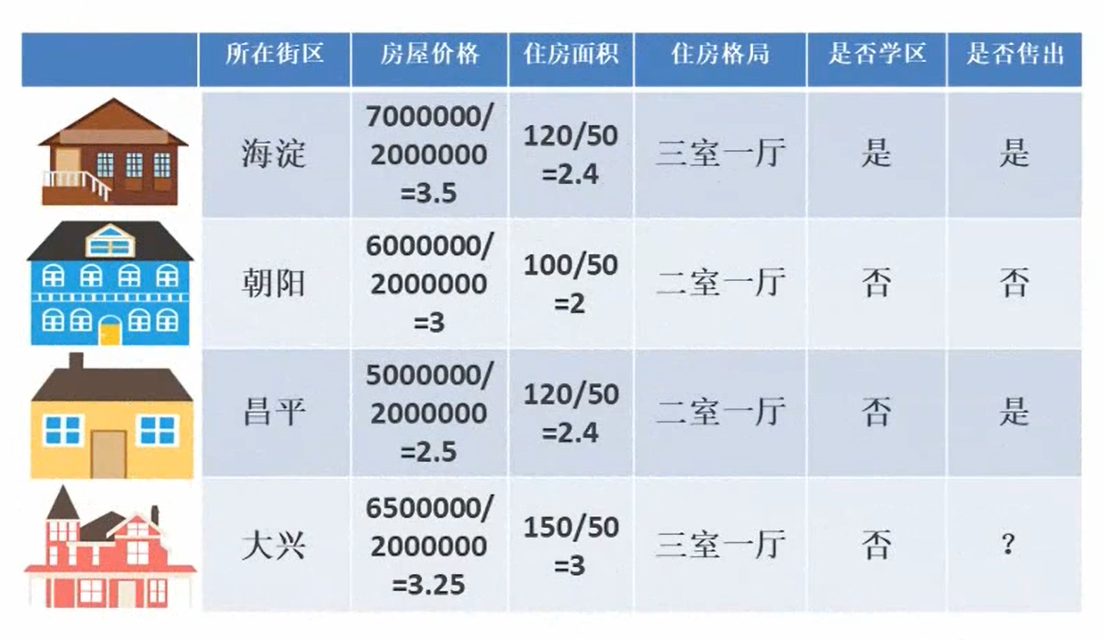 所在街区 房屋价格 住房面积 住房格局 是否学区 是否售出
海淀 7000000/2000000=3.5 120/50=2.4 三室一厅 是 是
朝阳 6000000/2000000=3 100/50=2 二室一厅 否 否
昌平 5000000/2000000=2.5 120/50=2.4 二室一厅 否 是
大兴 6500000/2000000=3.25 150/50=3 三室一厅 否 ？